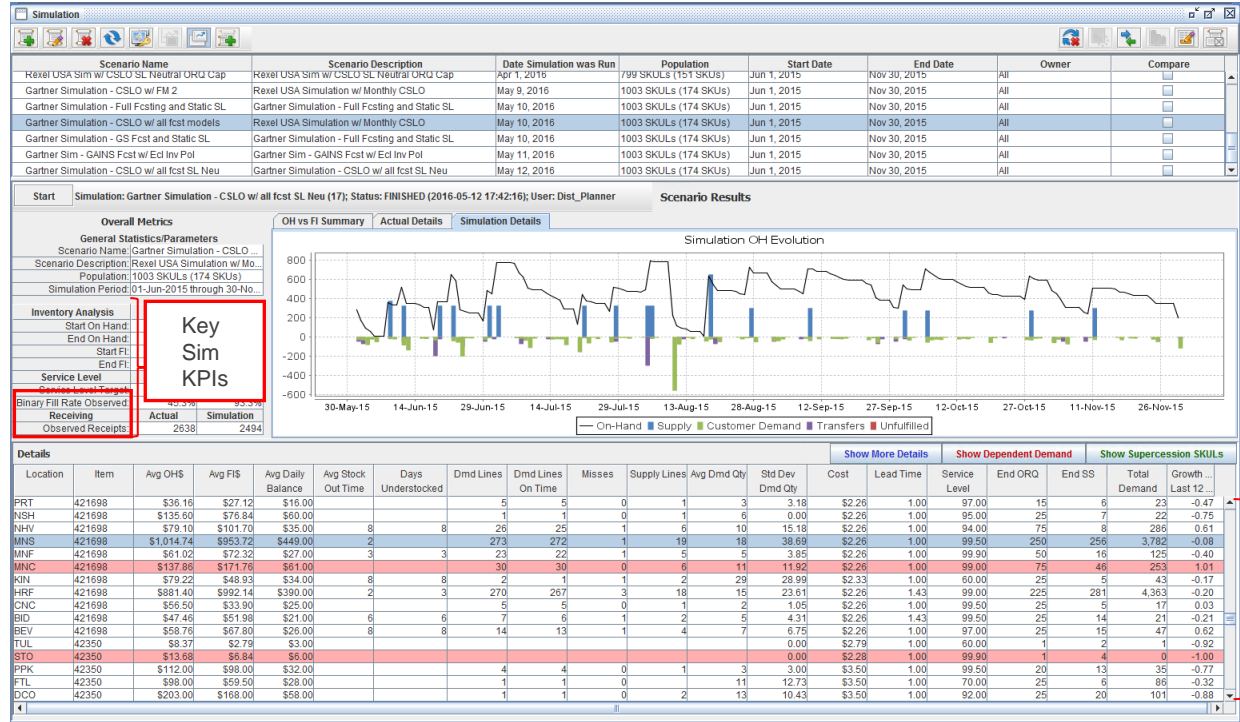 Simulation
Scenario Name Scenario Description Date Simulation was Run Population Start Date End Date Owner Compare
Rexel USA Sim w/ CSLO SL Neutral ORQ Cap Rexel USA Sim w/ CSLO SL Neutral ORQ Cap Apr 1, 2016 799 SKULs (151 SKUs) Jun 1, 2015 Nov 30, 2015 All
Gartner Simulation - CSLO w/ FM 2 Rexel USA Simulation w/ Monthly CSLO May 9, 2016 1003 SKULs (174 SKUs) Jun 1, 2015 Nov 30, 2015 All
Gartner Simulation - Full Fcsting and Static SL Gartner Simulation - Full Fcsting and Static SL May 10, 2016 1003 SKULs (174 SKUs) Jun 1, 2015 Nov 30, 2015 All
Gartner Simulation - CSLO w/ all fcst models Rexel USA Simulation w/ Monthly CSLO May 10, 2016 1003 SKULs (174 SKUs) Jun 1, 2015 Nov 30, 2015 All
Gartner Simulation - GS Fcst and Static SL Gartner Simulation - Full Fcsting and Static SL May 10, 2016 1003 SKULs (174 SKUs) Jun 1, 2015 Nov 30, 2015 All
Gartner Sim - GAINS Fcst w/ Ecl Inv Pol Gartner Sim - GAINS Fcst w/ Ecl Inv Pol May 11, 2016 1003 SKULs (174 SKUs) Jun 1, 2015 Nov 30, 2015 All
Gartner Simulation - CSLO w/ all fcst SL Neu Gartner Simulation - CSLO w/ all fcst SL Neu May 12, 2016 1003 SKULs (174 SKUs) Jun 1, 2015 Nov 30, 2015 All
Start Simulation: Gartner Simulation - CSLO w/ all fcst SL Neu (17); Status: FINISHED (2016-05-12 17:42:16); User: Dist_Planner Scenario Results
Overall Metrics
General Statistics/Parameters
Scenario Name: Gartner Simulation - CSLO ...
Scenario Description: Rexel USA Simulation w/ Mo...
Population: 1003 SKULs (174 SKUs)
Simulation Period: 01-Jun-2015 through 30-No...
Inventory Analysis
Start On Hand:
End On Hand:
Start FI:
End FI:
Service Level
Service Level Target:
Binary Fill Rate Observed: 45.3% 93.3%
Receiving Actual Simulation
Observed Receipts: 2638 2494
Key
Sim
KPIs
OH vs FI Summary Actual Details Simulation Details
Simulation OH Evolution
800
600
400
200
0
-200
-400
-600
30-May-15 14-Jun-15 29-Jun-15 14-Jul-15 29-Jul-15 13-Aug-15 28-Aug-15 12-Sep-15 27-Sep-15 12-Oct-15 27-Oct-15 11-Nov-15 26-Nov-15
On-Hand Supply Customer Demand Transfers Unfulfilled
Details Show More Details Show Dependent Demand Show Supercession SKULs
Location Item Avg OH$ Avg FI$ Avg Daily Balance Avg Stock Out Time Days Understocked Dmd Lines Dmd Lines On Time Misses Supply Lines Avg Dmd Qty Std Dev Dmd Qty Cost Lead Time Service Level End ORQ End SS Total Demand Growth ... Last 12 ...
PRT 421698 $36.16 $27.12 $16.00 5 5 0 1 3 3.18 $2.26 1.00 97.00 15 6 23 -0.47
NSH 421698 $135.60 $76.84 $60.00 1 1 0 1 6 0.00 $2.26 1.00 95.00 25 7 22 -0.75
NHV 421698 $79.10 $101.70 $35.00 8 8 26 25 1 6 10 15.18 $2.26 1.00 94.00 75 8 286 0.61
MNS 421698 $1,014.74 $953.72 $449.00 2 273 272 1 19 18 38.69 $2.26 1.00 99.50 250 256 3,782 -0.08
MNF 421698 $61.02 $72.32 $27.00 3 3 23 22 1 5 5 3.85 $2.26 1.00 99.90 50 16 125 -0.40
MNC 421698 $137.86 $171.76 $61.00 30 30 0 6 11 11.92 $2.26 1.00 99.00 75 46 253 1.01
KIN 421698 $79.22 $48.93 $34.00 8 8 2 1 1 2 29 28.99 $2.33 1.00 60.00 25 5 43 -0.17
HRF 421698 $881.40 $992.14 $390.00 2 3 270 267 3 18 15 23.61 $2.26 1.43 99.00 225 281 4,363 -0.20
CNC 421698 $56.50 $33.90 $25.00 5 5 0 1 2 1.05 $2.26 1.00 99.50 25 5 17 0.03
BID 421698 $47.46 $51.98 $21.00 6 6 7 6 1 2 5 4.31 $2.26 1.43 99.50 25 14 21 -0.21
BEV 421698 $58.76 $67.80 $26.00 8 8 14 13 1 4 7 6.75 $2.26 1.00 97.00 25 15 47 0.62
TUL 42350 $8.37 $2.79 $3.00 0.00 $2.79 1.00 60.00 1 2 1 -0.92
STO 42350 $13.68 $6.84 $6.00 0.00 $2.28 1.00 99.90 1 4 0 -1.00
PPK 42350 $112.00 $98.00 $32.00 4 4 0 1 3 3.00 $3.50 1.00 99.50 20 13 35 -0.77
FTL 42350 $98.00 $59.50 $28.00 1 1 0 11 12.73 $3.50 1.00 70.00 25 6 86 -0.32
DCO 42350 $203.00 $168.00 $58.00 1 1 0 2 13 10.43 $3.50 1.00 92.00 25 20 101 -0.88